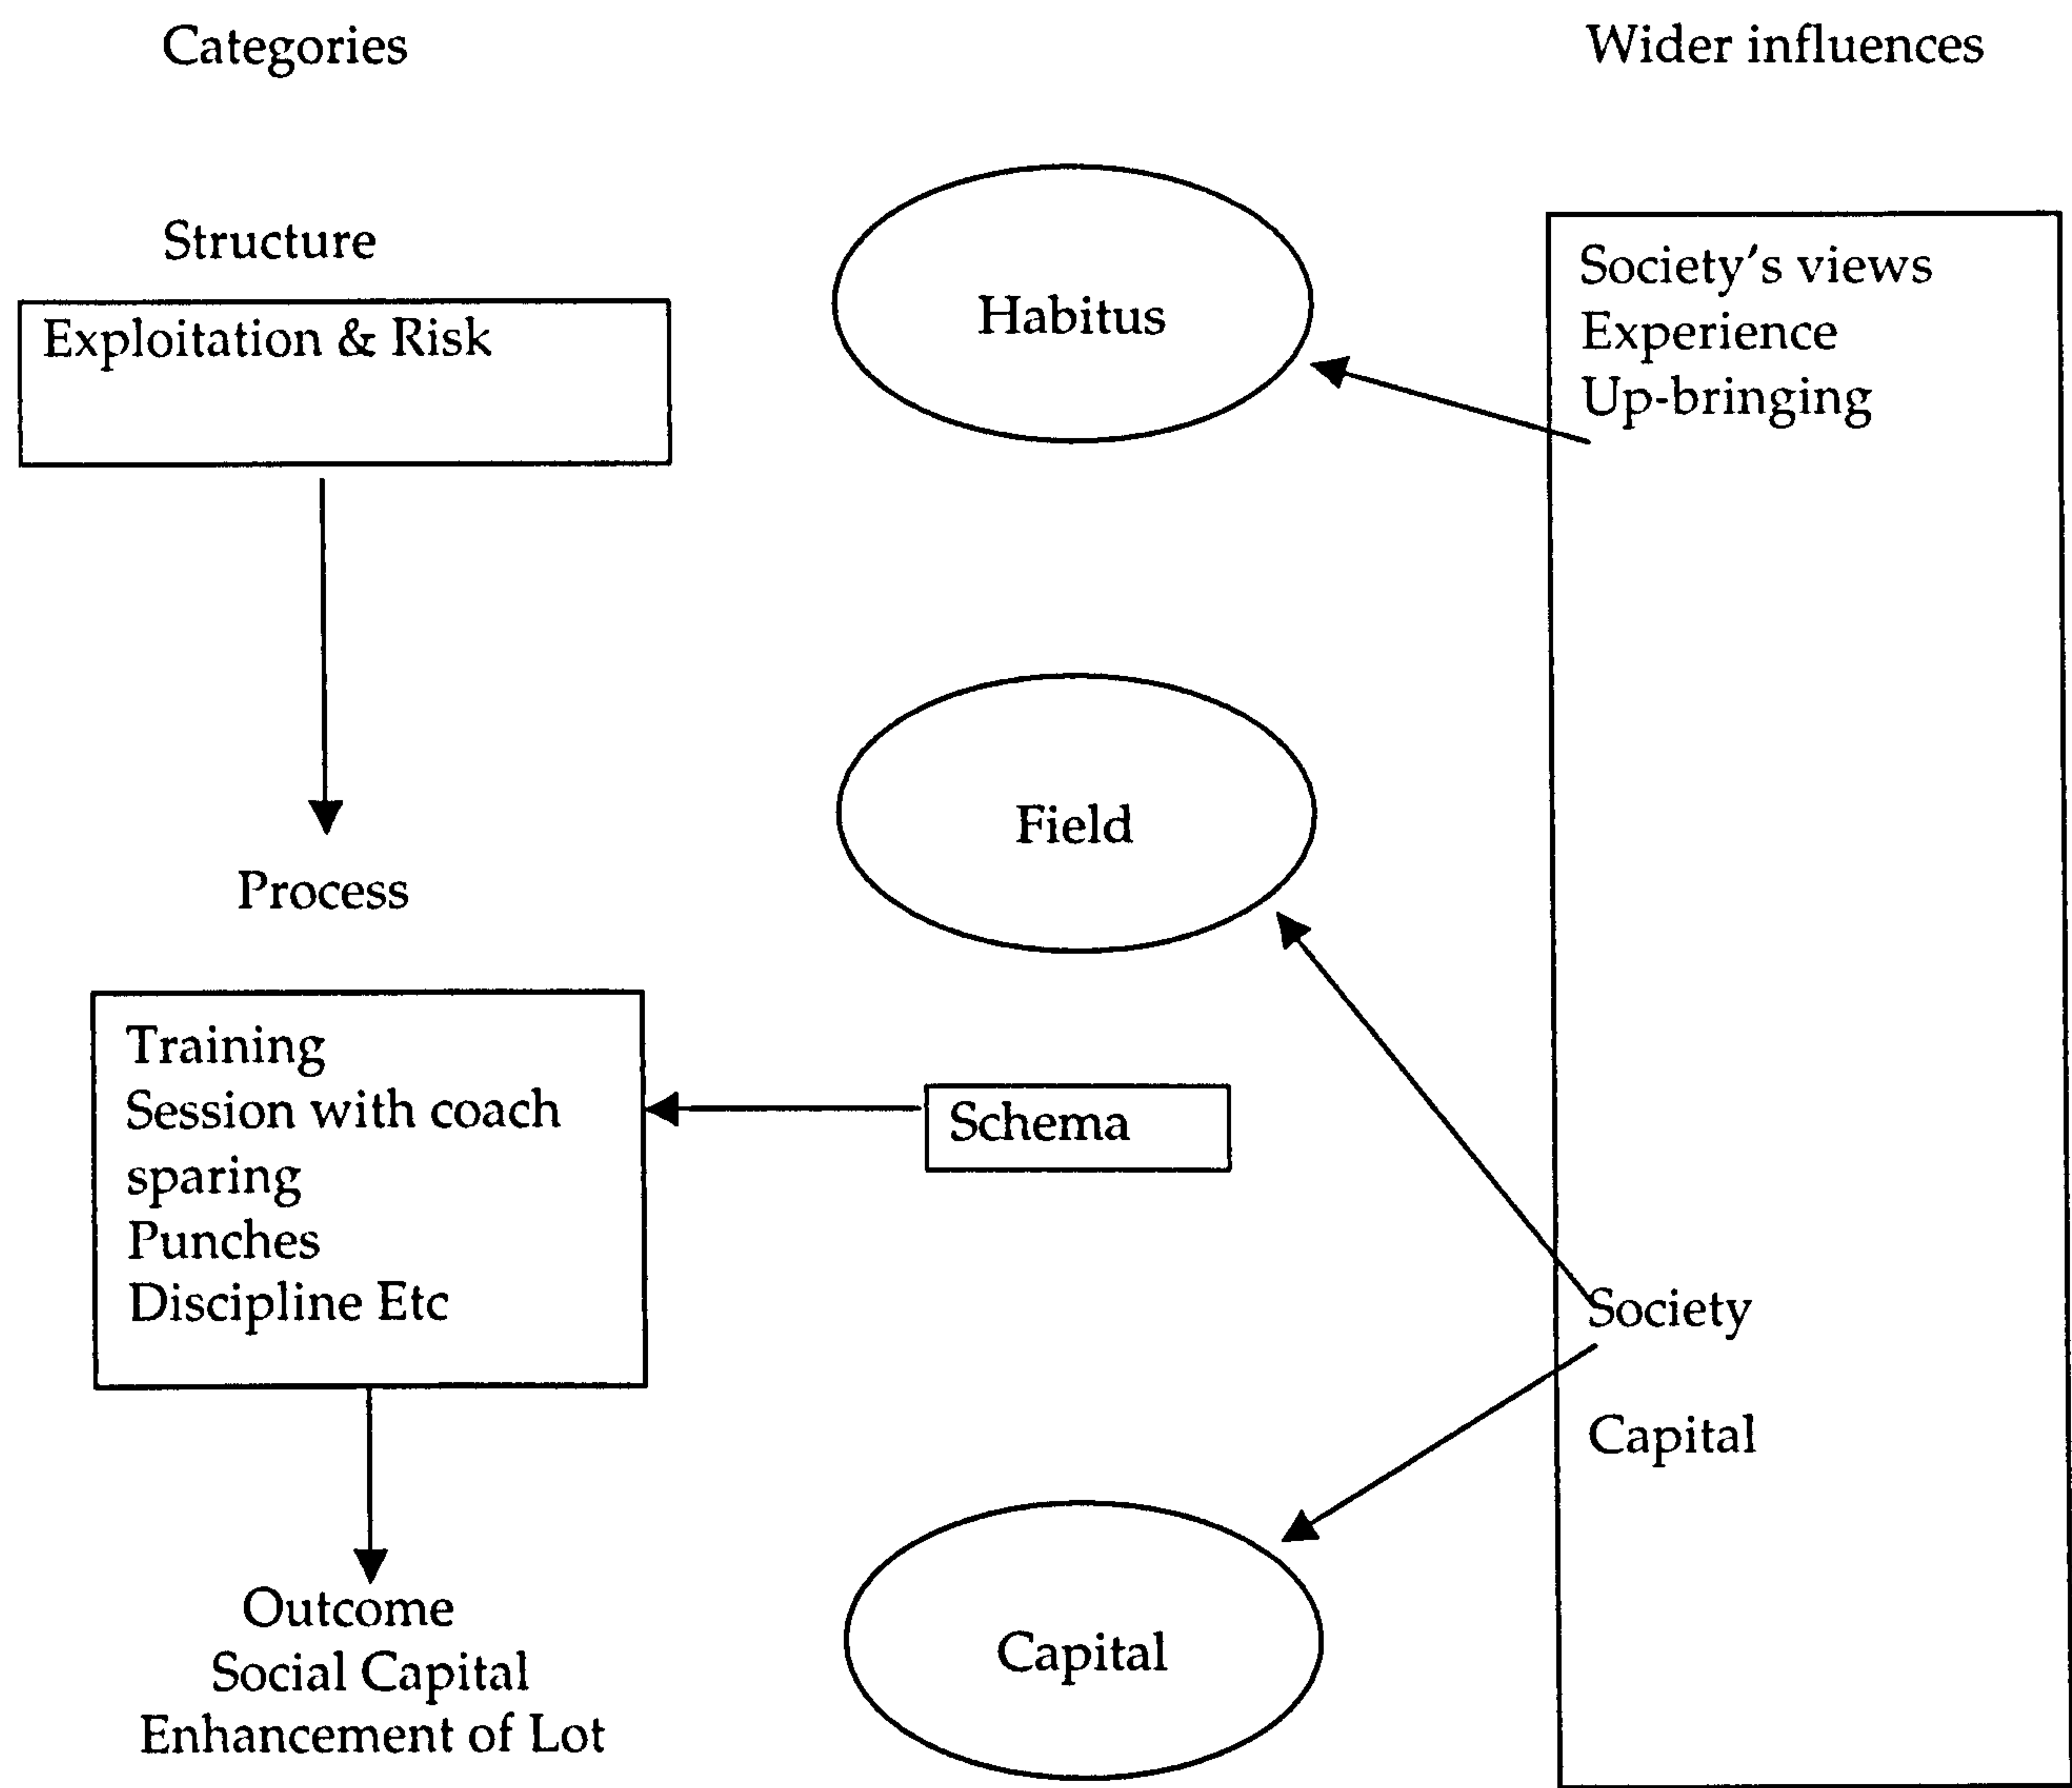 Categories
Wider influences
Structure
Exploitation & Risk
Habitus
Society's views
Experience
Up-bringing
Field
Process
Training
Session with coach
sparing
Punches
Discipline Etc
Schema
Society
Capital
Outcome
Social Capital
Enhancement of Lot
Capital